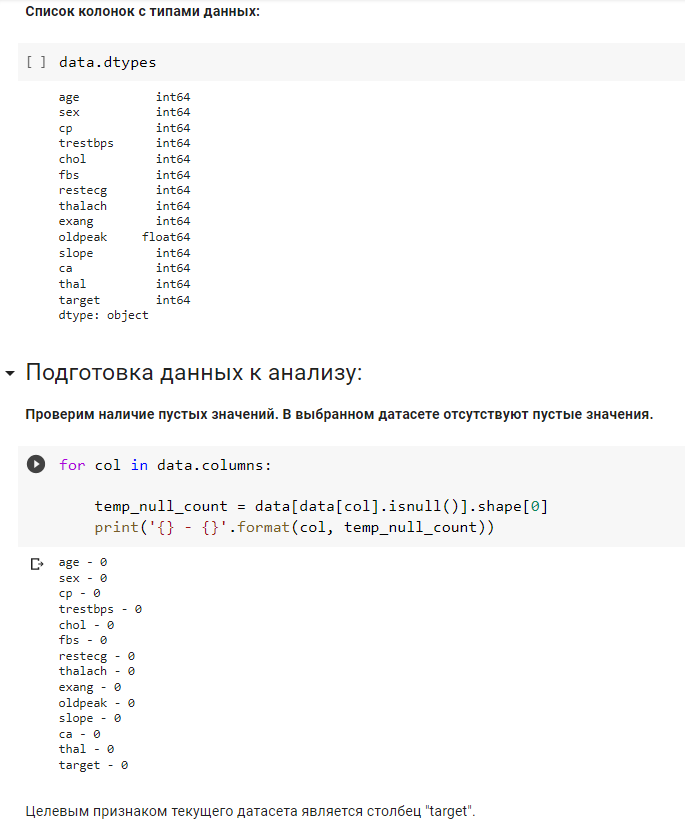 Список колонок с типами данных:
[ ] data.dtypes
age int64
sex int64
cp int64
trestbps int64
chol int64
fbs int64
restecg int64
thalach int64
exang int64
oldpeak float64
slope int64
ca int64
thal int64
target int64
dtype: object
Подготовка данных к анализу:
Проверим наличие пустых значений. В выбранном датасете отсутствуют пустые значения.
for col in data.columns:
temp_null_count = data[data[col].isnull()].shape[0]
print('{} - {}'.format(col, temp_null_count))
age - 0
sex - 0
cp - 0
trestbps - 0
chol - 0
fbs - 0
restecg - 0
thalach - 0
exang - 0
oldpeak - 0
slope - 0
ca - 0
thal - 0
target - 0
Целевым признаком текущего датасета является столбец "target".